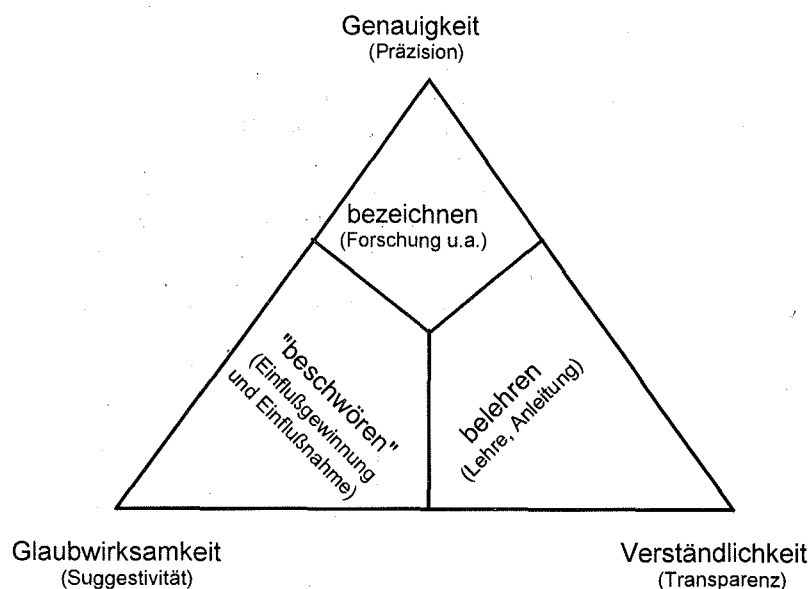 Genauigkeit
(Präzision)
bezeichnen
(Forschung u.a.)
"beschwören"
(Einflußgewinnung
und Einflußnahme)
belehren
(Lehre, Anleitung)
Glaubwirksamkeit
(Suggestivität)
Verständlichkeit
(Transparenz)